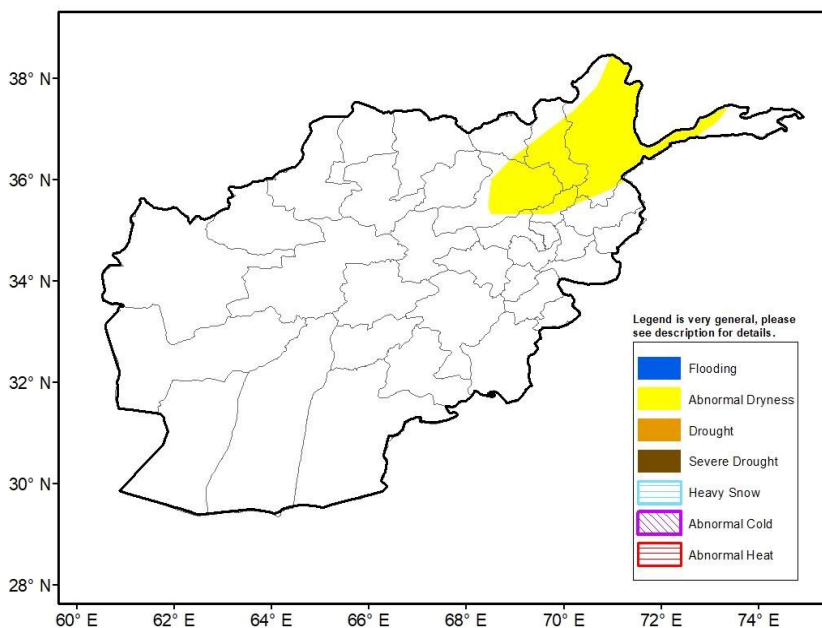 38° N
36° N
34° N
32° N
30° N
28° N
60° E 62° E 64° E 66° E 68° E 70° E 72° E 74° E
Legend is very general, please
see description for details.
Flooding
Abnormal Dryness
Drought
Severe Drought
Heavy Snow
Abnormal Cold
Abnormal Heat